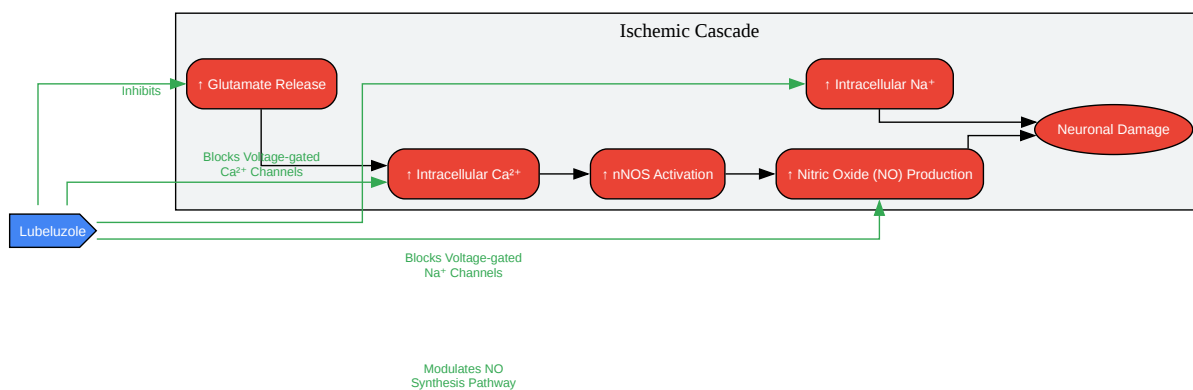 Ischemic Cascade
↑ Glutamate Release
↑ Intracellular Na⁺
Inhibits
Neuronal Damage
Blocks Voltage-gated
Ca²⁺ Channels
↑ Intracellular Ca²⁺
↑ nNOS Activation
↑ Nitric Oxide (NO) Production
Lubeluzole
Blocks Voltage-gated
Na⁺ Channels
Modulates NO
Synthesis Pathway